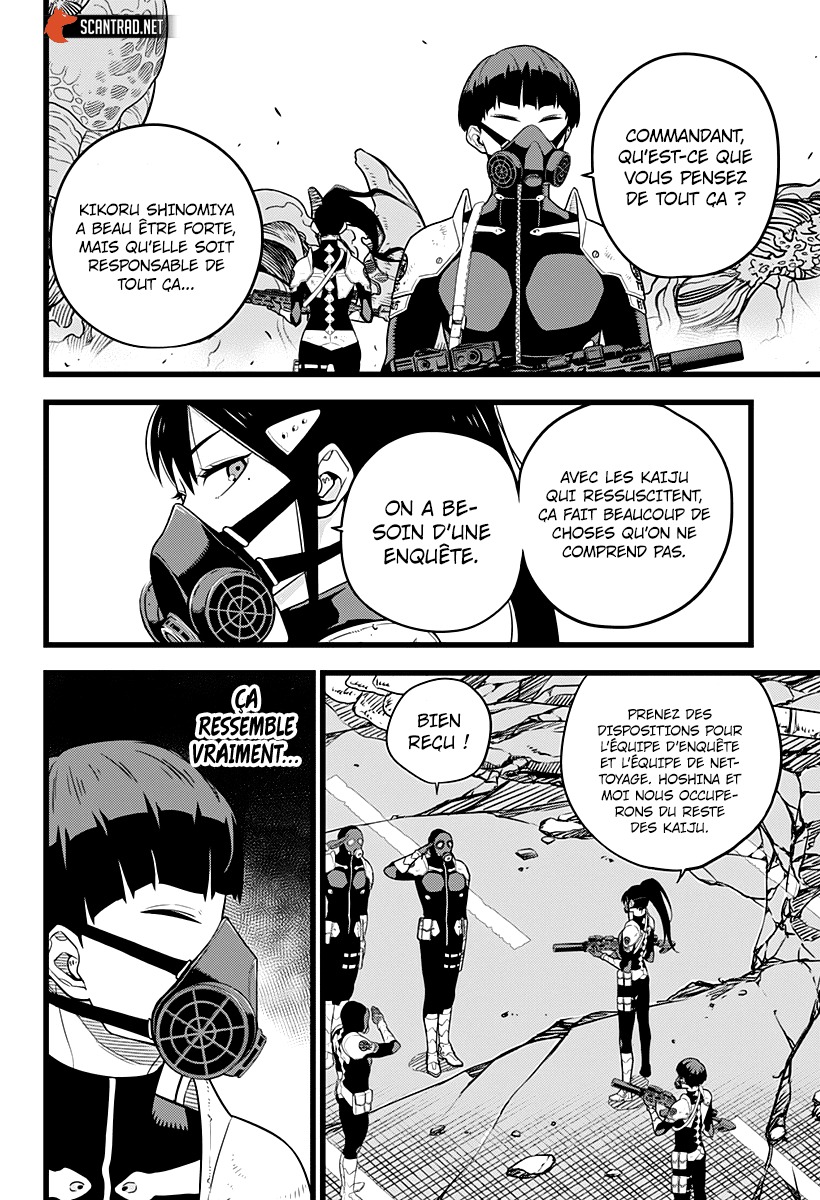 SCANTRAD.NET
COMMANDANT,
QU'EST-CE QUE
VOUS PENSEZ
DE TOUT ÇA ?
KIKORU SHINOMIYA
A BEAU ÊTRE FORTE,
MAIS QU'ELLE SOIT
RESPONSABLE DE
TOUT ÇA...
AVEC LES KAIJU
QUI RESSUSCITENT,
ÇA FAIT BEAUCOUP DE
CHOSES QU'ON NE
COMPREND PAS.
ON A BE-
SOIN D'UNE
ENQUÊTE.
PRENEZ DES
DISPOSITIONS POUR
L'ÉQUIPE D'ENQUÊTE
ET L'ÉQUIPE DE NET-
TOYAGE. HOSHINA ET
MOI NOUS OCCUPE-
RONS DU RESTE
DES KAIJU.
BIEN
REÇU !
ÇA
RESSEMBLE
VRAIMENT...